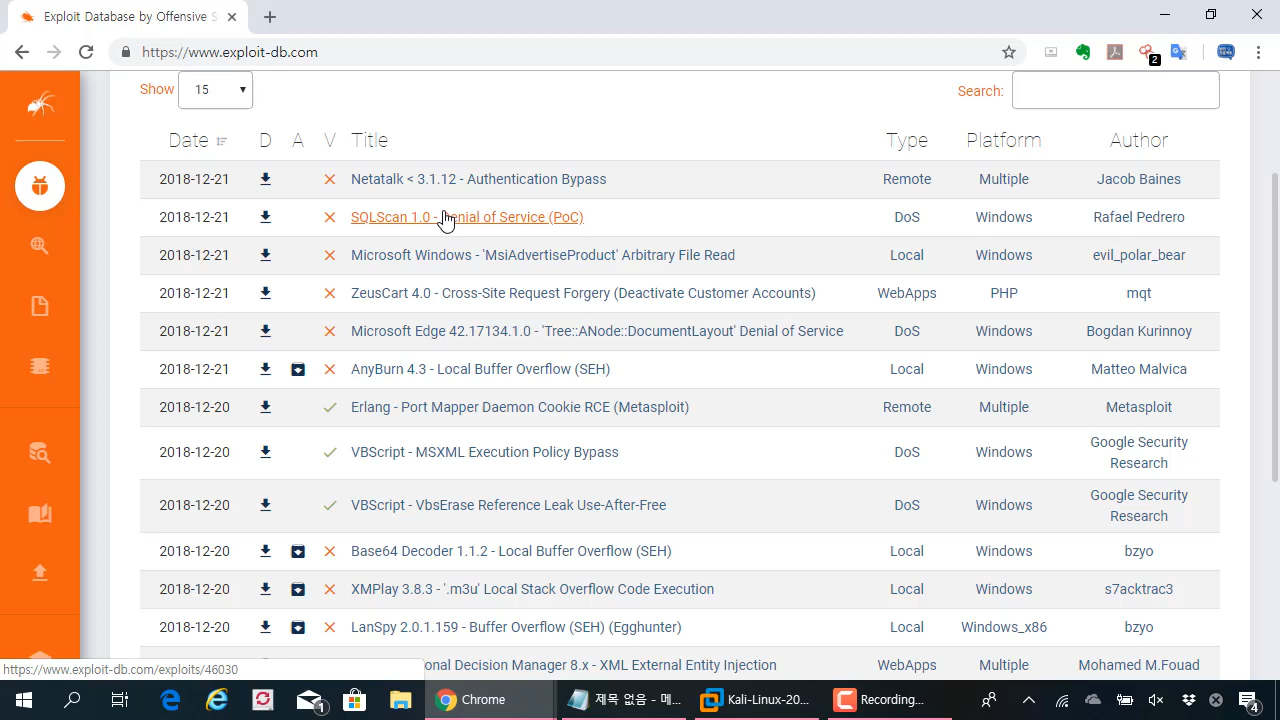 Exploit Database by Offensive S
https://www.exploit-db.com
2
Show 15 Search:
Date D A V Title Type Platform Author
2018-12-21 Netatalk < 3.1.12 - Authentication Bypass Remote Multiple Jacob Baines
2018-12-21 SQLScan 1.0 - Denial of Service (PoC) DoS Windows Rafael Pedrero
2018-12-21 Microsoft Windows - 'MsiAdvertiseProduct' Arbitrary File Read Local Windows evil_polar_bear
2018-12-21 ZeusCart 4.0 - Cross-Site Request Forgery (Deactivate Customer Accounts) WebApps PHP mqt
2018-12-21 Microsoft Edge 42.17134.1.0 - 'Tree::ANode::DocumentLayout' Denial of Service DoS Windows Bogdan Kurinnoy
2018-12-21 AnyBurn 4.3 - Local Buffer Overflow (SEH) Local Windows Matteo Malvica
2018-12-20 Erlang - Port Mapper Daemon Cookie RCE (Metasploit) Remote Multiple Metasploit
2018-12-20 VBScript - MSXML Execution Policy Bypass DoS Windows Google Security
Research
2018-12-20 VBScript - VbsErase Reference Leak Use-After-Free DoS Windows Google Security
Research
2018-12-20 Base64 Decoder 1.1.2 - Local Buffer Overflow (SEH) Local Windows bzyo
2018-12-20 XMPlay 3.8.3 - '.m3u' Local Stack Overflow Code Execution Local Windows s7acktrac3
2018-12-20 LanSpy 2.0.1.159 - Buffer Overflow (SEH) (Egghunter) Local Windows_x86 bzyo
onal Decision Manager 8.x - XML External Entity Injection WebApps Multiple Mohamed M.Fouad
https://www.exploit-db.com/exploits/46030
1 Chrome 제목 없음 - 메... Kali-Linux-20... Recording... 4